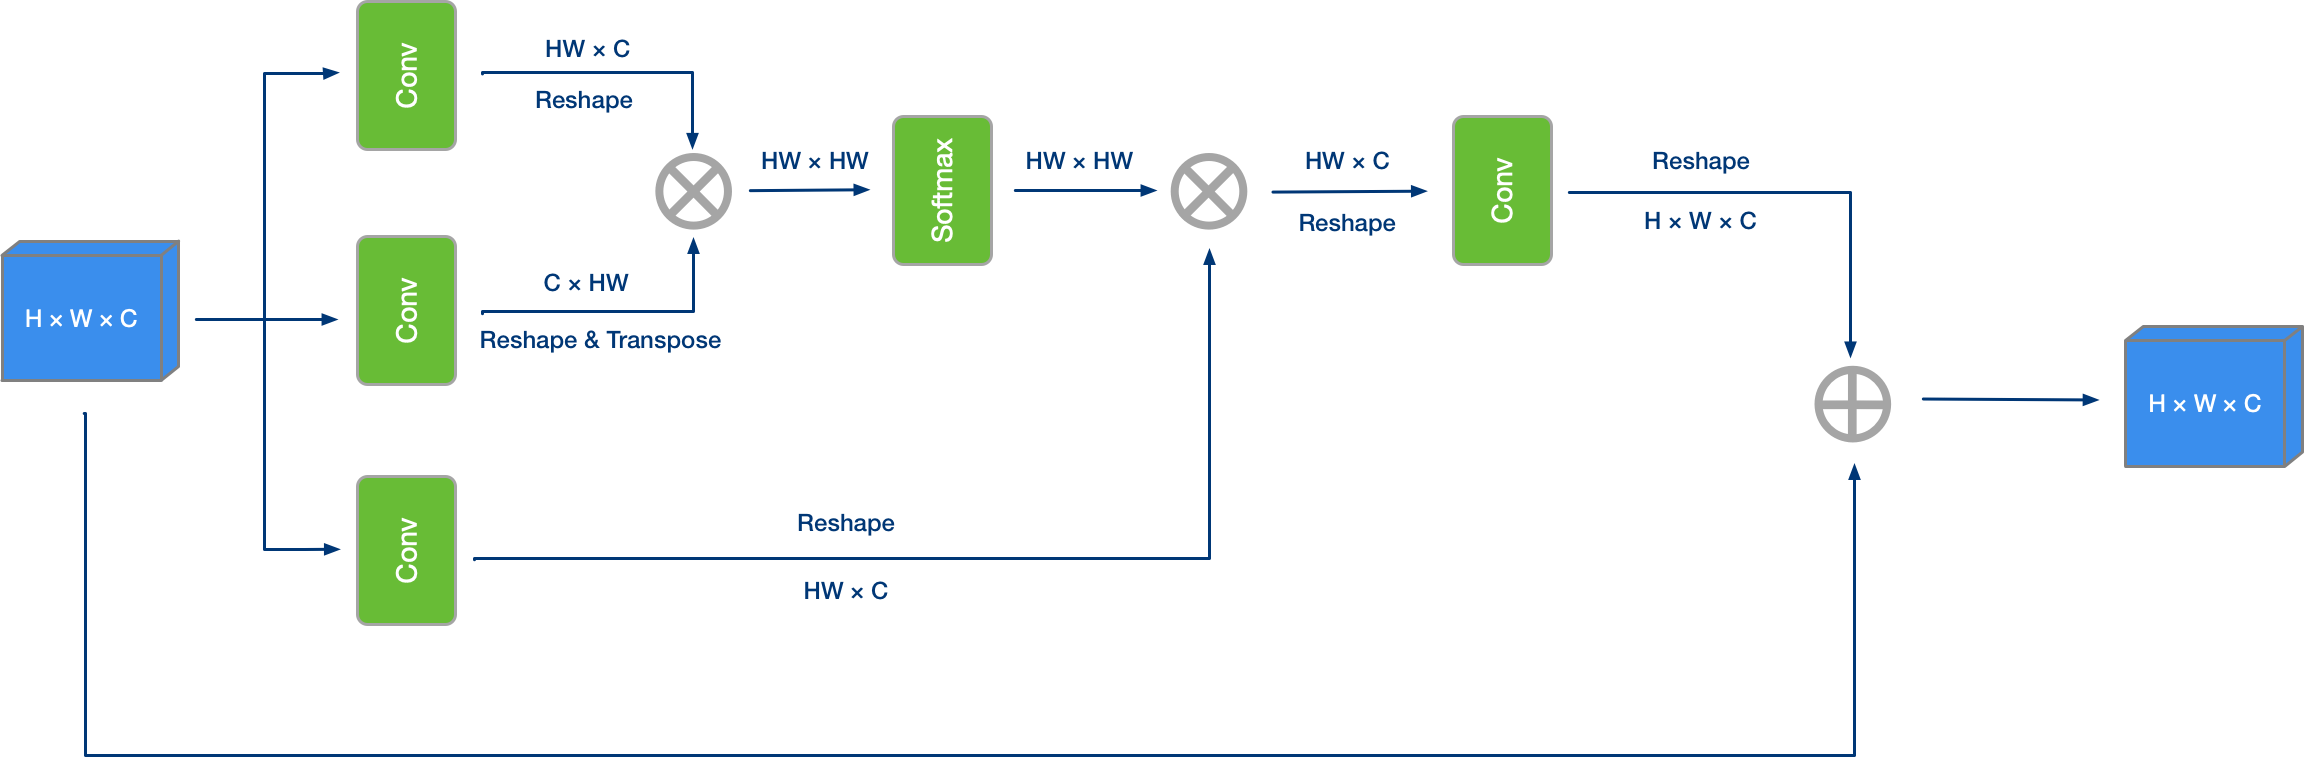 Conv
HW × C
Reshape
HW × HW
Softmax
HW × HW
HW × C
Reshape
Conv
Reshape
H × W × C
H × W × C
Conv
C × HW
Reshape & Transpose
H × W × C
Conv
Reshape
HW × C